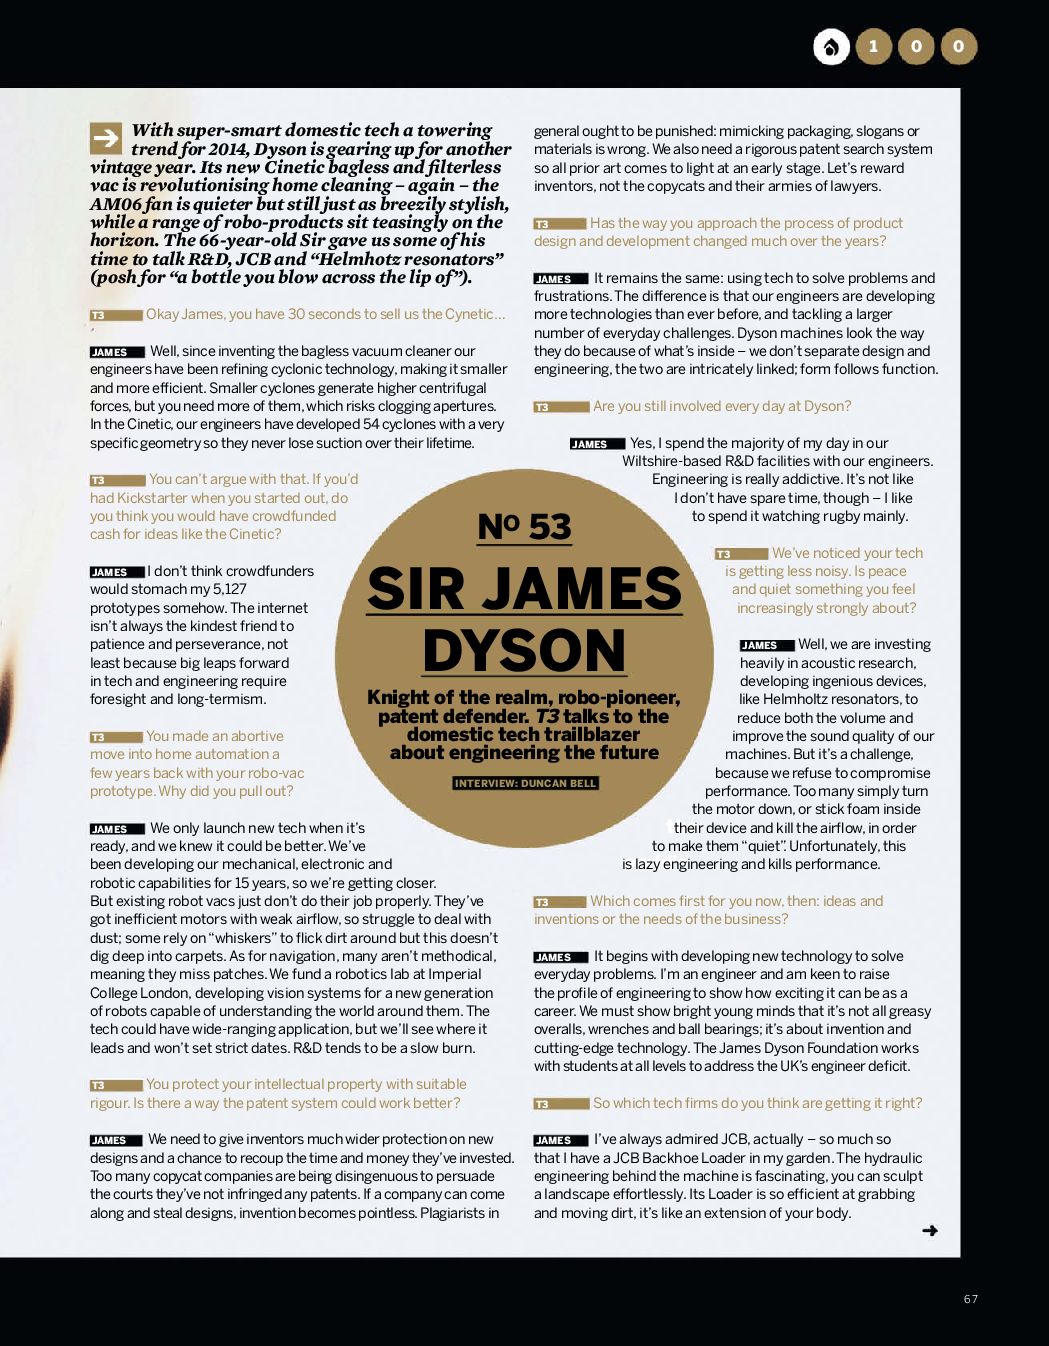 100
With super-smart domestic tech a towering
trend for 2014, Dyson is gearing up for another
vintage year. Its new Cinetic bagless and filterless
vac is revolutionising home cleaning – again – the
AM06 fan is quieter but still just as breezily stylish,
while a range of robo-products sit teasingly on the
horizon. The 66-year-old Sir gave us some of his
time to talk R&D, JCB and “Helmhotz resonators”
(posh for “a bottle you blow across the lip of”).
T3 Okay James, you have 30 seconds to sell us the Cynetic...
JAMES Well, since inventing the bagless vacuum cleaner our
engineers have been refining cyclonic technology, making it smaller
and more efficient. Smaller cyclones generate higher centrifugal
forces, but you need more of them, which risks clogging apertures.
In the Cinetic, our engineers have developed 54 cyclones with a very
specific geometry so they never lose suction over their lifetime.
T3 You can’t argue with that. If you’d
had Kickstarter when you started out, do
you think you would have crowdfunded
cash for ideas like the Cinetic?
JAMES I don’t think crowdfunders
would stomach my 5,127
prototypes somehow. The internet
isn’t always the kindest friend to
patience and perseverance, not
least because big leaps forward
in tech and engineering require
foresight and long-termism.
T3 You made an abortive
move into home automation a
few years back with your robo-vac
prototype. Why did you pull out?
JAMES We only launch new tech when it’s
ready, and we knew it could be better. We’ve
been developing our mechanical, electronic and
robotic capabilities for 15 years, so we’re getting closer.
But existing robot vacs just don’t do their job properly. They’ve
got inefficient motors with weak airflow, so struggle to deal with
dust; some rely on “whiskers” to flick dirt around but this doesn’t
dig deep into carpets. As for navigation, many aren’t methodical,
meaning they miss patches. We fund a robotics lab at Imperial
College London, developing vision systems for a new generation
of robots capable of understanding the world around them. The
tech could have wide-ranging application, but we’ll see where it
leads and won’t set strict dates. R&D tends to be a slow burn.
T3 You protect your intellectual property with suitable
rigour. Is there a way the patent system could work better?
JAMES We need to give inventors much wider protection on new
designs and a chance to recoup the time and money they’ve invested.
Too many copycat companies are being disingenuous to persuade
the courts they’ve not infringed any patents. If a company can come
along and steal designs, invention becomes pointless. Plagiarists in
general ought to be punished: mimicking packaging, slogans or
materials is wrong. We also need a rigorous patent search system
so all prior art comes to light at an early stage. Let’s reward
inventors, not the copycats and their armies of lawyers.
T3 Has the way you approach the process of product
design and development changed much over the years?
JAMES It remains the same: using tech to solve problems and
frustrations. The difference is that our engineers are developing
more technologies than ever before, and tackling a larger
number of everyday challenges. Dyson machines look the way
they do because of what’s inside – we don’t separate design and
engineering, the two are intricately linked; form follows function.
T3 Are you still involved every day at Dyson?
JAMES Yes, I spend the majority of my day in our
Wiltshire-based R&D facilities with our engineers.
Engineering is really addictive. It’s not like
I don’t have spare time, though – I like
to spend it watching rugby mainly.
T3 We’ve noticed your tech
is getting less noisy. Is peace
and quiet something you feel
increasingly strongly about?
JAMES Well, we are investing
heavily in acoustic research,
developing ingenious devices,
like Helmholtz resonators, to
reduce both the volume and
improve the sound quality of our
machines. But it’s a challenge,
because we refuse to compromise
performance. Too many simply turn
the motor down, or stick foam inside
their device and kill the airflow, in order
to make them “quiet”. Unfortunately, this
is lazy engineering and kills performance.
T3 Which comes first for you now, then: ideas and
inventions or the needs of the business?
JAMES It begins with developing new technology to solve
everyday problems. I’m an engineer and am keen to raise
the profile of engineering to show how exciting it can be as a
career. We must show bright young minds that it’s not all greasy
overalls, wrenches and ball bearings; it’s about invention and
cutting-edge technology. The James Dyson Foundation works
with students at all levels to address the UK’s engineer deficit.
T3 So which tech firms do you think are getting it right?
JAMES I’ve always admired JCB, actually – so much so
that I have a JCB Backhoe Loader in my garden. The hydraulic
engineering behind the machine is fascinating, you can sculpt
a landscape effortlessly. Its Loader is so efficient at grabbing
and moving dirt, it’s like an extension of your body.
Nº 53
SIR JAMES
DYSON
Knight of the realm, robo-pioneer,
patent defender. T3 talks to the
domestic tech trailblazer
about engineering the future
INTERVIEW: DUNCAN BELL
67